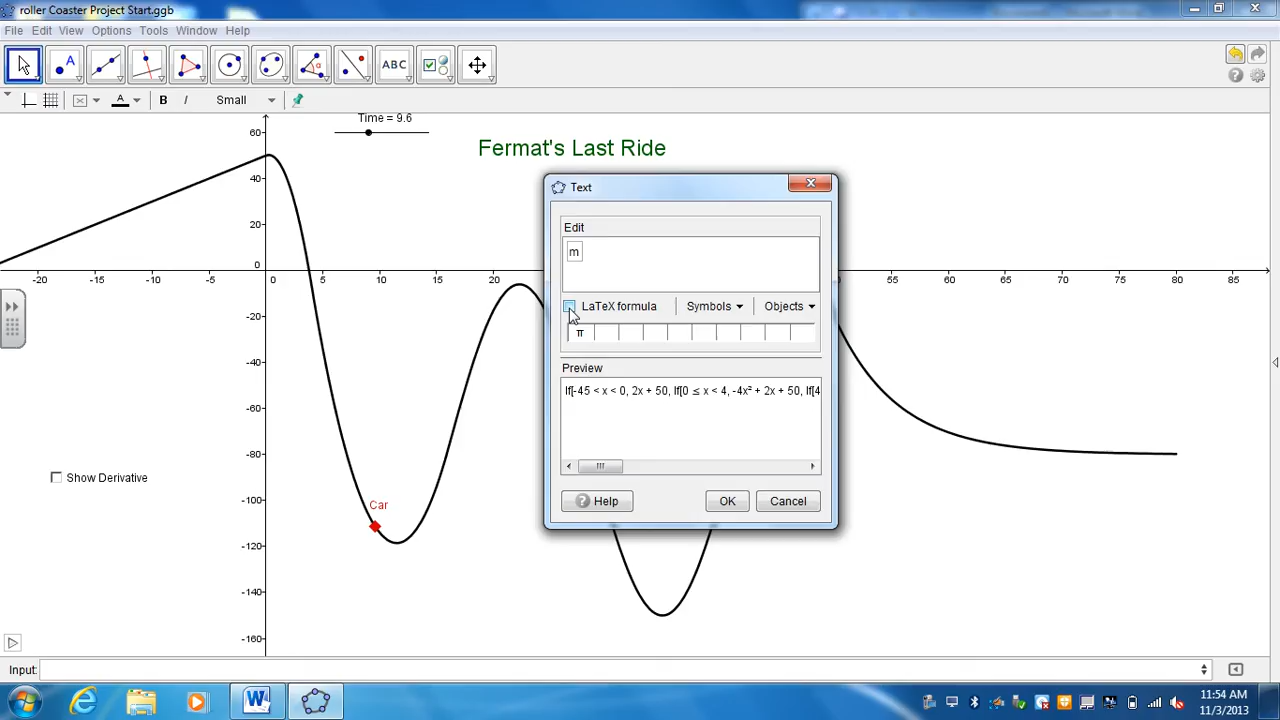 roller Coaster Project Start.ggb
File Edit View Options Tools Window Help
A ABC
A B I Small
Time = 9.6
Fermat's Last Ride
60
40
20
0
-20
-40
-60
-80
-100
-120
-140
-160
-20 -15 -10 -5 0 5 10 15 20 55 60 65 70 75 80 85
Text
Edit
m
LaTeX formula Symbols Objects
π
Preview
If[-45 < x < 0, 2x + 50, If[0 ≤ x < 4, -4x² + 2x + 50, If[4
Help OK Cancel
Show Derivative
Car
Input:
11:54 AM
11/3/2013